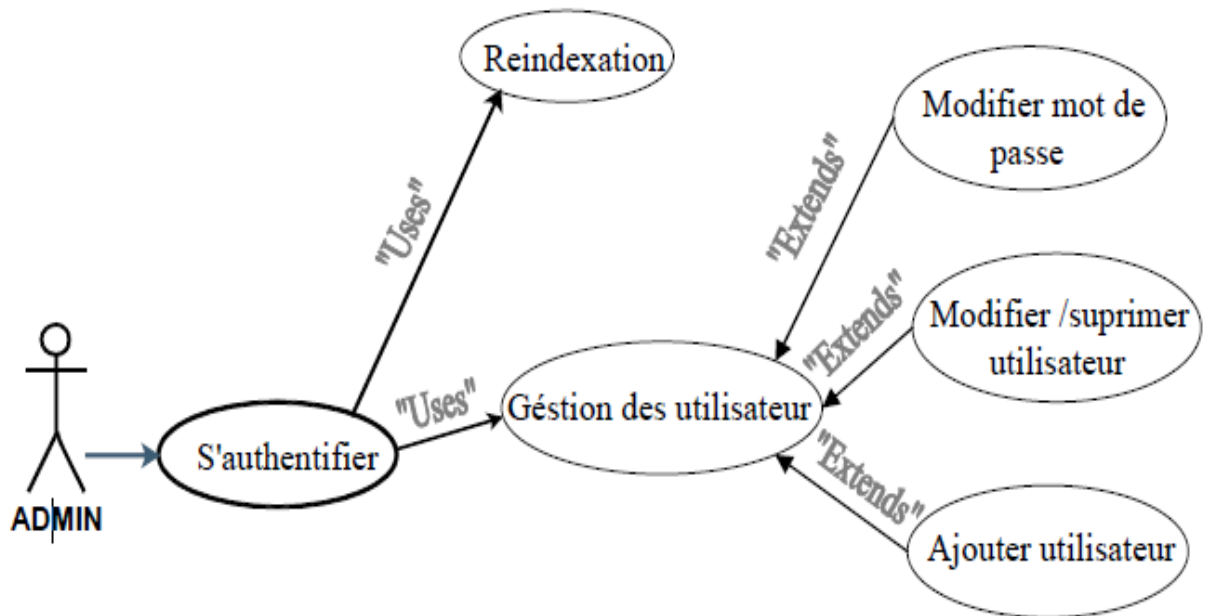 Reindexation
Modifier mot de
passe
"Uses"
"Extends"
Modifier /suprimer
utilisateur
"Extends"
"Uses"
Géstion des utilisateur
S'authentifier
"Extends"
ADMIN
Ajouter utilisateur